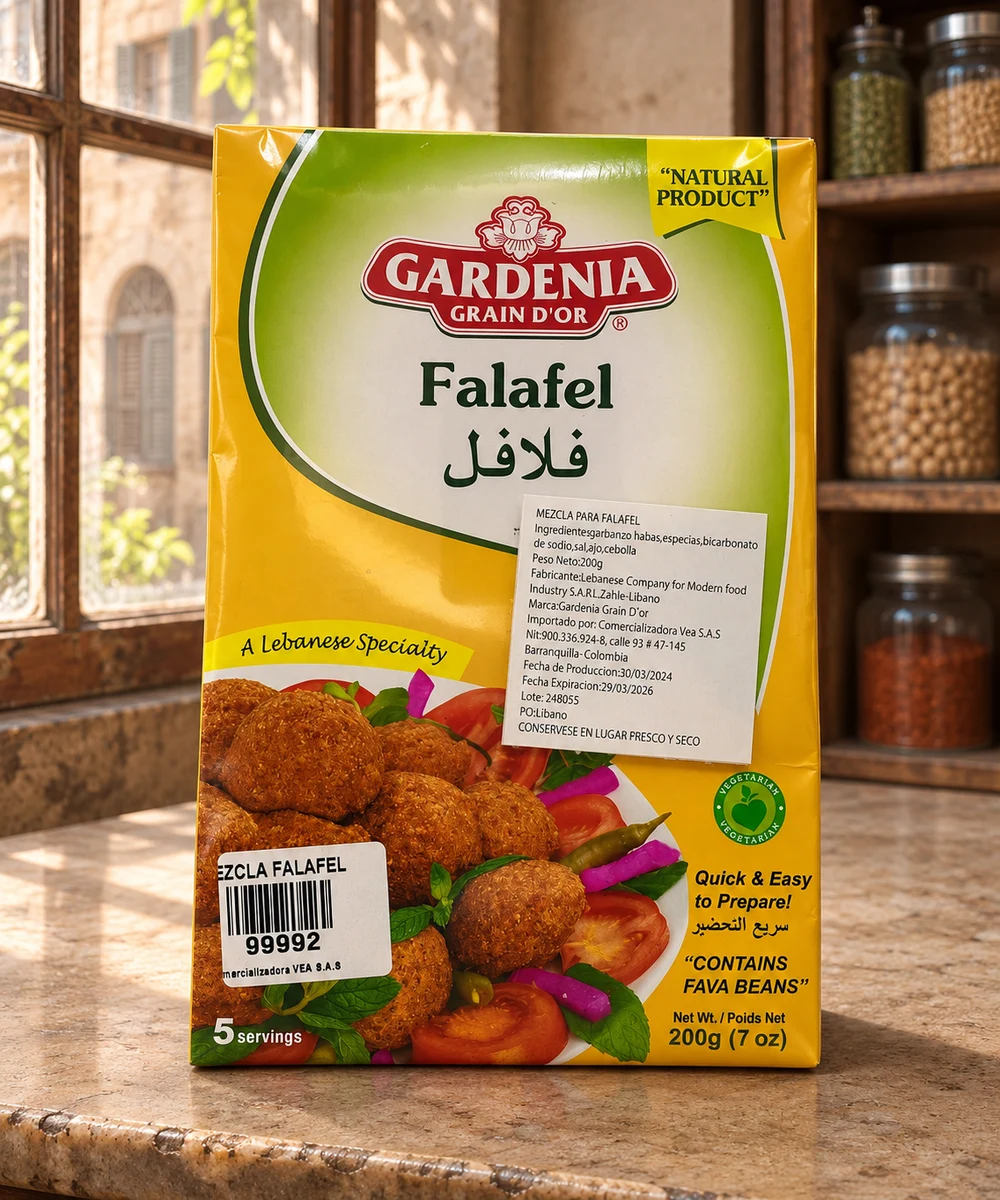 "NATURAL
PRODUCT"
GARDENIA
GRAIN D'OR
®
Falafel
فلافل
MEZCLA PARA FALAFEL
Ingredientesgarbanzo habas,especias,bicarbonato
de sodio,sal,ajo,cebolla
Peso Neto:200g
Fabricante:Lebanese Company for Modern food
Industry S.A.RL.Zahle-Libano
Marca:Gardenia Grain D'or
Importado por: Comercializadora Vea S.A.S
Nit:900.336.924-8, calle 93 # 47-145
Barranquilla- Colombia
Fecha de Produccion:30/03/2024
Fecha Expiracion:29/03/2026
Lote: 248055
PO:Libano
CONSERVESE EN LUGAR FRESCO Y SECO
A Lebanese Specialty
VEGETARIAN
VEGETARIAN
EZCLA FALAFEL
99992
mercializadora VEA S.A.S
Quick & Easy
to Prepare!
سريع التحضير
"CONTAINS
FAVA BEANS"
Net Wt. / Poids Net
200g (7 oz)
5 servings